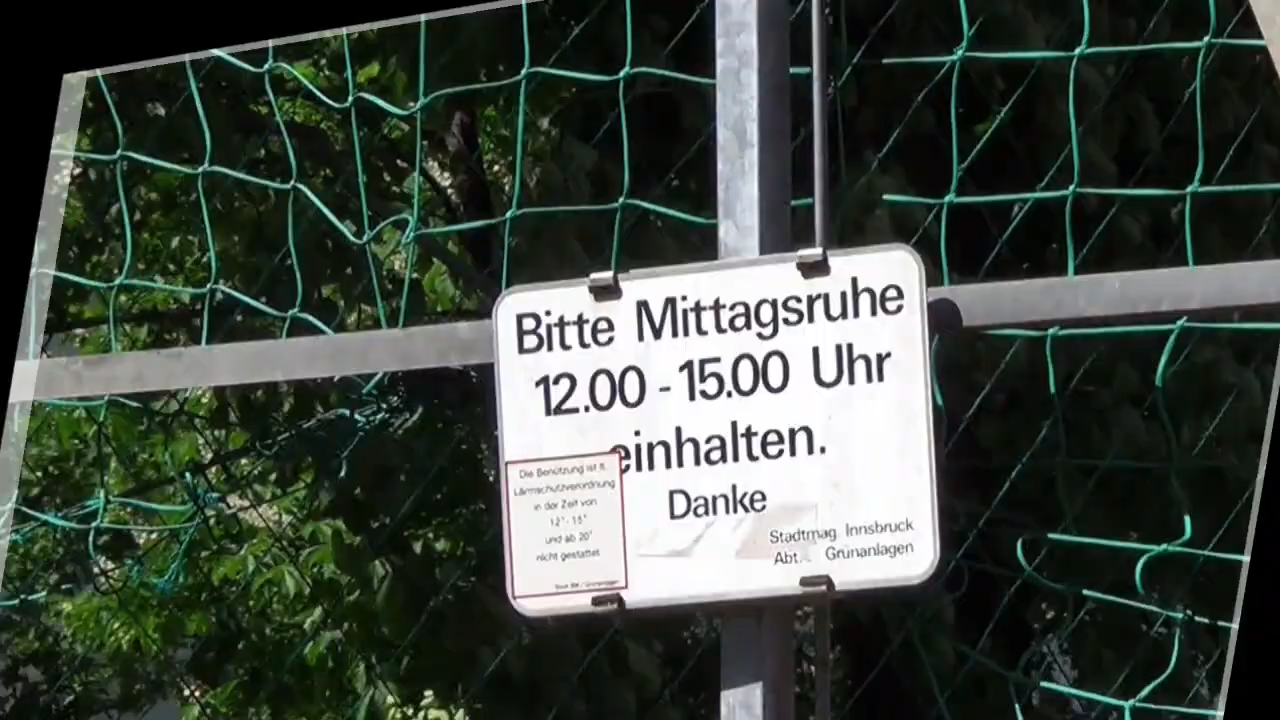 Bitte Mittagsruhe
12.00 - 15.00 Uhr
einhalten.
Danke
Stadtmag Innsbruck
Abt. Grünanlagen
Die Benützung ist lt.
Lärmschutzverordnung
in der Zeit von
12°-15°
und ab 20°
nicht gestattet